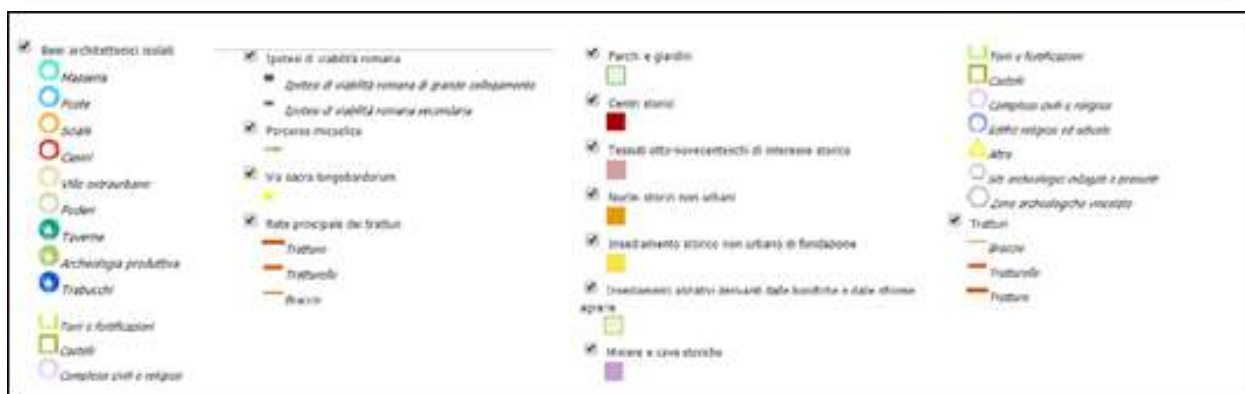 Beni architettonici isolati
Masseria
Poste
Sciali
Casini
Ville extraurbane
Poderi
Taverne
Archeologia produttiva
Trabucchi
Torri e fortificazioni
Castelli
Complesso civili e religiosi
Ipotesi di viabilità romana
Ipotesi di viabilità romana di grande collegamento
Ipotesi di viabilità romana secondaria
Percorso micaelico
Via sacra longobardorum
Rete principale dei tratturi
Tratturo
Tratturello
Braccio
Parchi e giardini
Centri storici
Tessuti otto-novecenteschi di interesse storico
Nuclei storici non urbani
Insediamento storico non urbano di fondazione
Insediamenti abitativi derivanti dalle bonifiche e dalle riforme
agrarie
Miniere e cave storiche
Torri e fortificazioni
Castelli
Complesso civili e religiosi
Edifici religiosi ed
Altro
Siti archeologici indagati e presunti
Zone archeologiche vincolate
Tratturi
Braccio
Tratturello
Tratturo